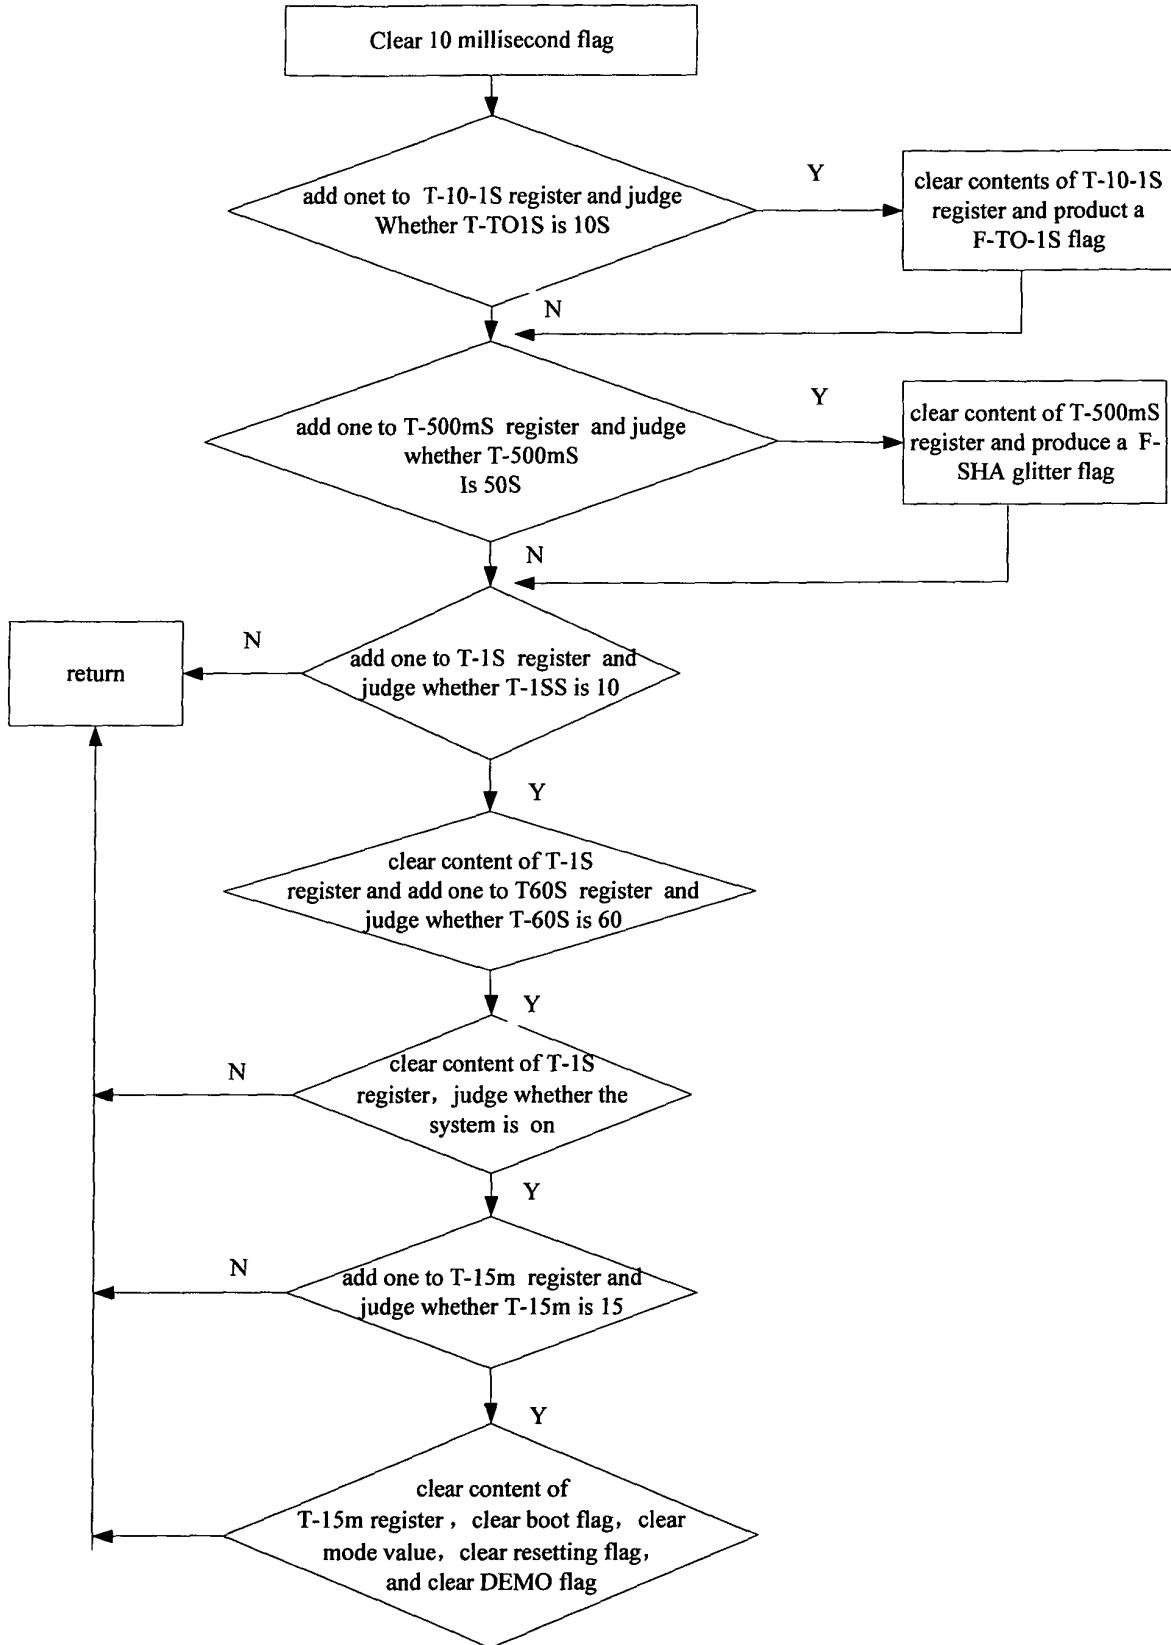 Clear 10 millisecond flag
Y
add onet to T-10-1S register and judge
Whether T-TO1S is 10S
clear contents of T-10-1S
register and product a
F-TO-1S flag
N
Y
add one to T-500mS register and judge
whether T-500mS
Is 50S
clear content of T-500mS
register and produce a F-
SHA glitter flag
N
N
return
add one to T-1S register and
judge whether T-1SS is 10
Y
clear content of T-1S
register and add one to T60S register and
judge whether T-60S is 60
Y
N
clear content of T-1S
register, judge whether the
system is on
Y
N
add one to T-15m register and
judge whether T-15m is 15
Y
clear content of
T-15m register , clear boot flag, clear
mode value, clear resetting flag,
and clear DEMO flag